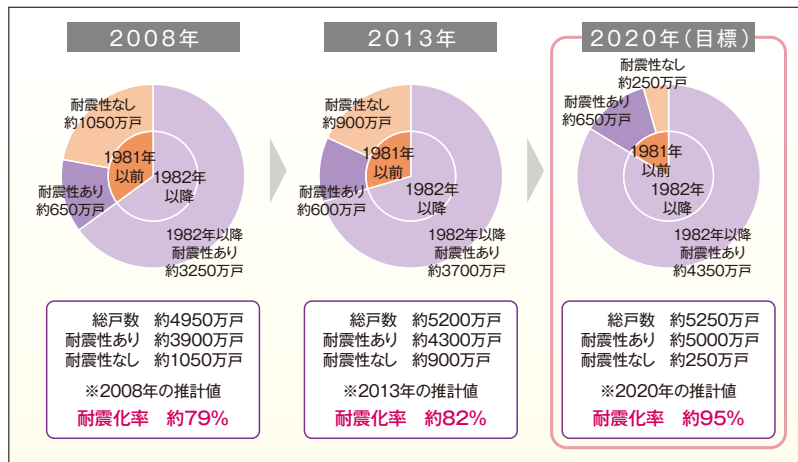 2008年
耐震性なし
約1050万戸
1981年
以前
1982年
以降
耐震性あり
約650万戸
1982年以降
耐震性あり
約3250万戸
総戸数 約4950万戸
耐震性あり 約3900万戸
耐震性なし 約1050万戸
※2008年の推計値
耐震化率 約79%
2013年
耐震性なし
約900万戸
1981年
以前
1982年
以降
耐震性あり
約600万戸
1982年以降
耐震性あり
約3700万戸
総戸数 約5200万戸
耐震性あり 約4300万戸
耐震性なし 約900万戸
※2013年の推計値
耐震化率 約82%
2020年(目標)
耐震性なし
約250万戸
耐震性あり
約650万戸
1981年
以前
1982年
以降
1982年以降
耐震性あり
約4350万戸
総戸数 約5250万戸
耐震性あり 約5000万戸
耐震性なし 約250万戸
※2020年の推計値
耐震化率 約95%